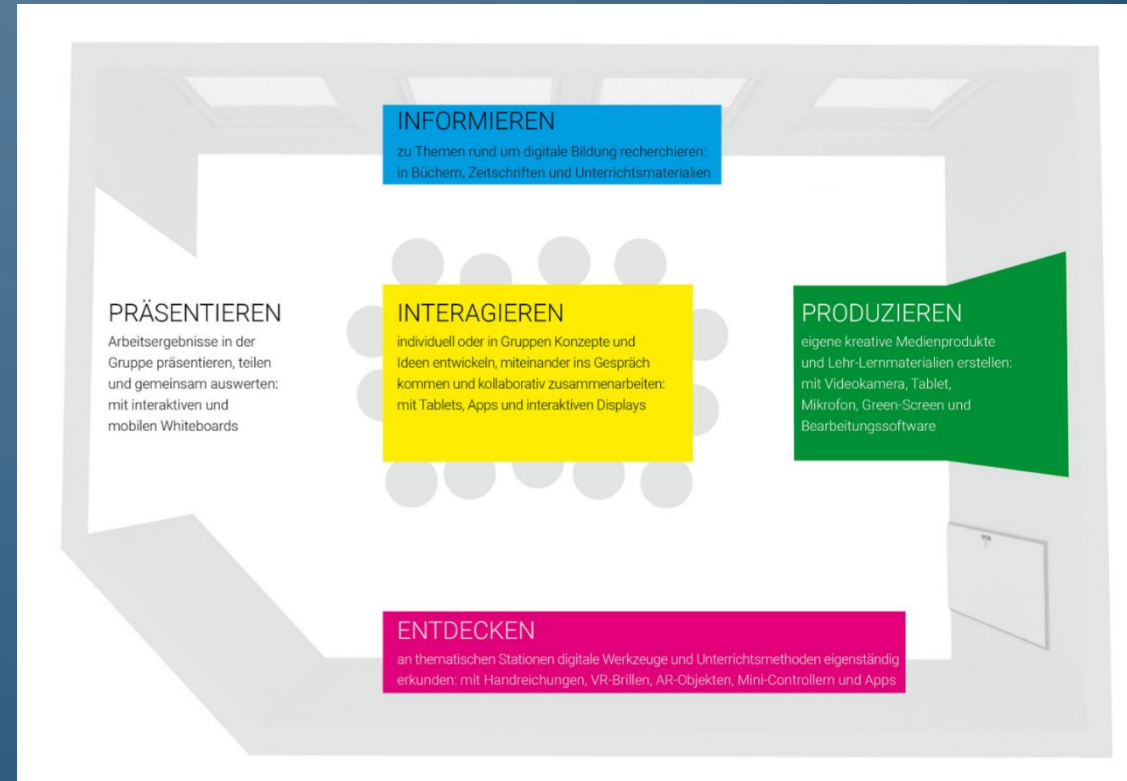 INFORMIEREN
zu Themen rund um digitale Bildung recherchieren:
in Büchern, Zeitschriften und Unterrichtsmaterialien
PRÄSENTIEREN
Arbeitsergebnisse in der
Gruppe präsentieren, teilen
und gemeinsam auswerten:
mit interaktiven und
mobilen Whiteboards
INTERAGIEREN
individuell oder in Gruppen Konzepte und
Ideen entwickeln, miteinander ins Gespräch
kommen und kollaborativ zusammenarbeiten:
mit Tablets, Apps und interaktiven Displays
PRODUZIEREN
eigene kreative Medienprodukte
und Lehr-Lernmaterialien erstellen:
mit Videokamera, Tablet,
Mikrofon, Green-Screen und
Bearbeitungssoftware
ENTDECKEN
an thematischen Stationen digitale Werkzeuge und Unterrichtsmethoden eigenständig
erkunden: mit Handreichungen, VR-Brillen, AR-Objekten, Mini-Controllern und Apps